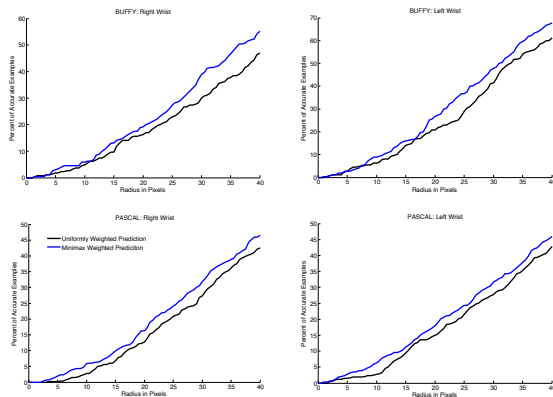 BUFFY: Right Wrist
Percent of Accurate Examples
60
50
40
30
20
10
0
0 5 10 15 20 25 30 35 40
Radius in Pixels
BUFFY: Left Wrist
Percent of Accurate Examples
70
60
50
40
30
20
10
0
0 5 10 15 20 25 30 35 40
Radius in Pixels
PASCAL: Right Wrist
Uniformly Weighted Prediction
Minimax Weighted Prediciton
Percent of Accurate Examples
50
45
40
35
30
25
20
15
10
5
0
0 5 10 15 20 25 30 35 40
Radius in Pixels
PASCAL: Left Wrist
Percent of Accurate Examples
50
45
40
35
30
25
20
15
10
5
0
0 5 10 15 20 25 30 35 40
Radius in Pixels